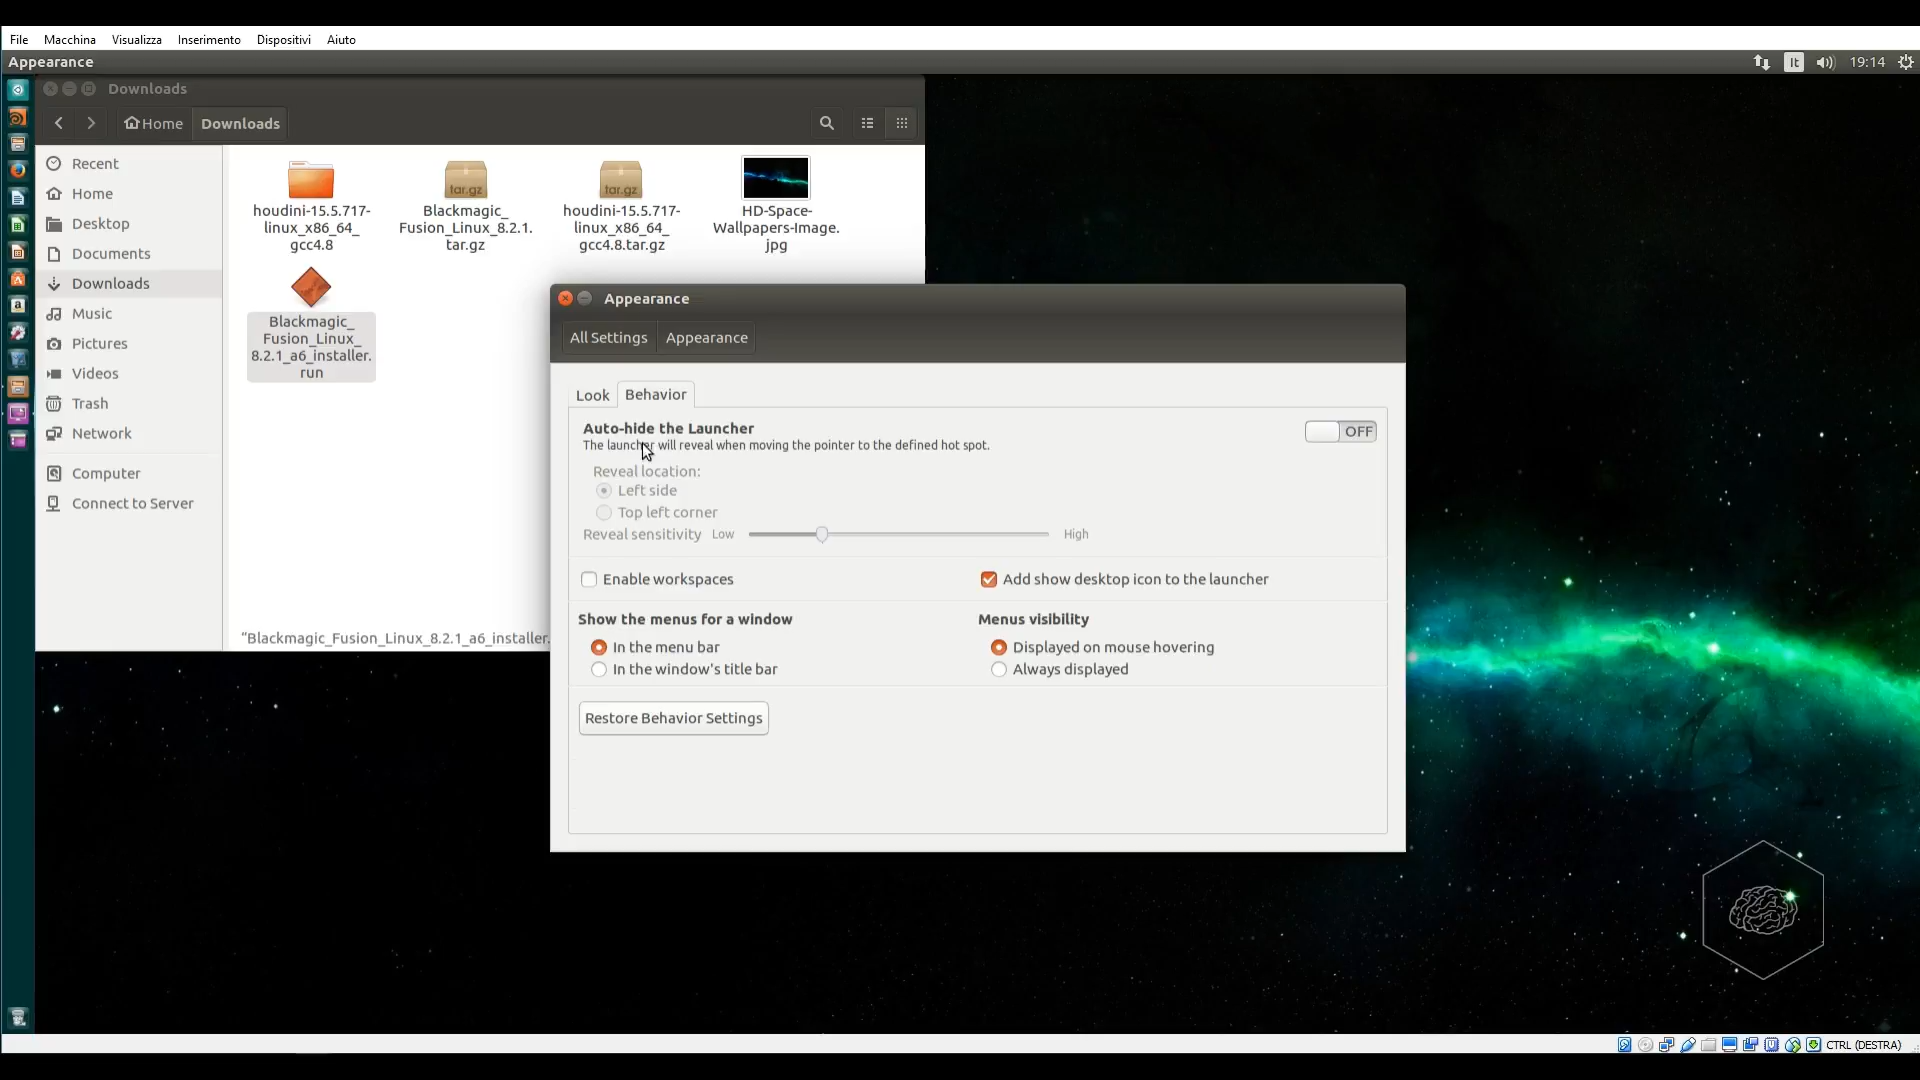 File Macchina Visualizza Inserimento Dispositivi Aiuto
Appearance
It 19:14
Downloads
Home Downloads
Recent
Home
Desktop
Documents
Downloads
Music
Pictures
Videos
Trash
Network
Computer
Connect to Server
houdini-15.5.717-
linux_x86_64_
gcc4.8
tar.gz
Blackmagic_
Fusion_Linux_8.2.1.
tar.gz
tar.gz
houdini-15.5.717-
linux_x86_64_
gcc4.8.tar.gz
HD-Space-
Wallpapers-Image.
jpg
Blackmagic_
Fusion_Linux_
8.2.1_a6_installer.
run
"Blackmagic_Fusion_Linux_8.2.1_a6_installer.
Appearance
All Settings Appearance
Look Behavior
Auto-hide the Launcher
OFF
The launcher will reveal when moving the pointer to the defined hot spot.
Reveal location:
Left side
Top left corner
Reveal sensitivity Low High
Enable workspaces Add show desktop icon to the launcher
Show the menus for a window Menus visibility
In the menu bar Displayed on mouse hovering
In the window's title bar Always displayed
Restore Behavior Settings
CTRL (DESTRA)